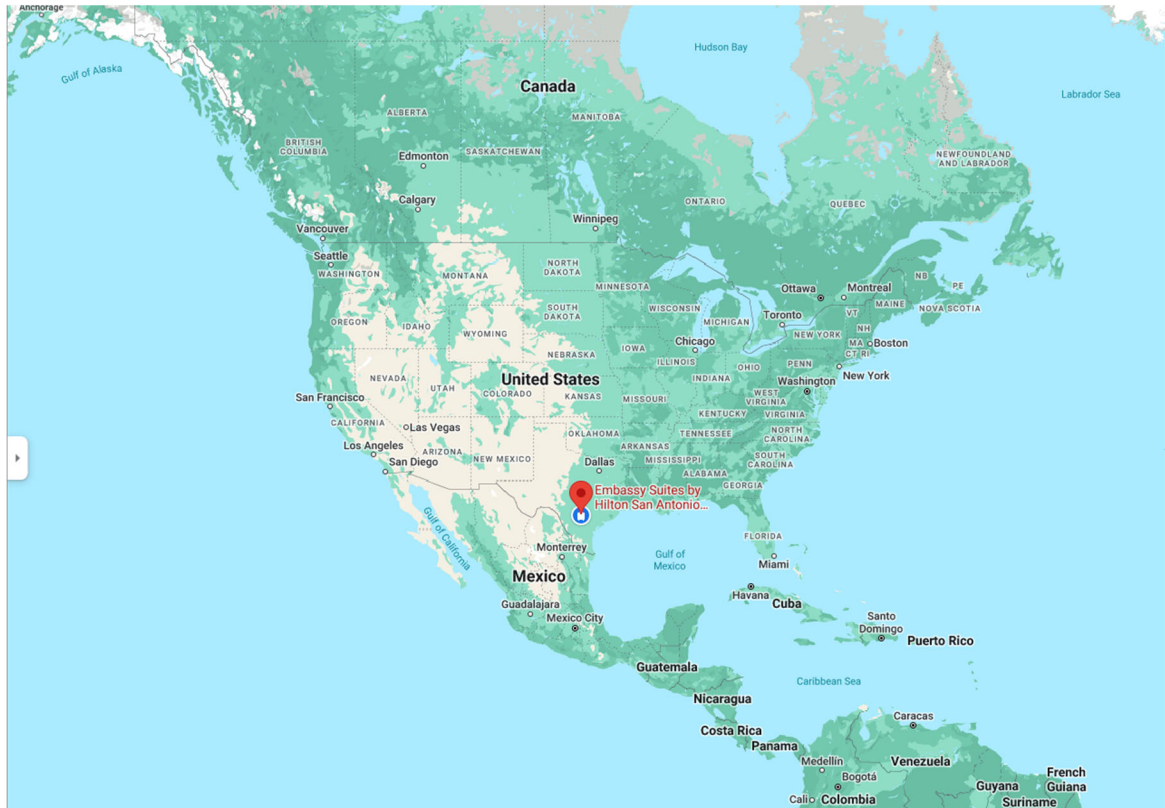 Anchorage
Gulf of Alaska
Hudson Bay
Labrador Sea
Canada
ALBERTA
MANITOBA
BRITISH
COLUMBIA
Edmonton
SASKATCHEWAN
NEWFOUNDLAND
AND LABRADOR
Calgary
ONTARIO
QUEBEC
Winnipeg
Vancouver
Seattle
WASHINGTON
MONTANA
NORTH
DAKOTA
MINNESOTA
Ottawa
Montreal
NB
PE
MAINE
NOVA SCOTIA
OREGON
IDAHO
SOUTH
DAKOTA
WISCONSIN
MICHIGAN
Toronto
VT
NH
WYOMING
NEW YORK
MA
Boston
CT RI
NEBRASKA
IOWA
Chicago
ILLINOIS
INDIANA
OHIO
PENN
New York
NEVADA
UTAH
COLORADO
United States
KANSAS
MISSOURI
WEST
VIRGINIA
Washington
San Francisco
KENTUCKY
VIRGINIA
CALIFORNIA
Las Vegas
OKLAHOMA
TENNESSEE
NORTH
CAROLINA
Los Angeles
ARIZONA
NEW MEXICO
ARKANSAS
MISSISSIPPI
SOUTH
CAROLINA
San Diego
Dallas
ALABAMA
GEORGIA
Embassy Suites by
Hilton San Antonio...
Gulf of California
FLORIDA
Monterrey
Gulf of
Mexico
Miami
Mexico
Havana
Cuba
Guadalajara
Mexico City
Santo
Domingo
Puerto Rico
Guatemala
Caribbean Sea
Nicaragua
Caracas
Costa Rica
Panama
Medellín
Venezuela
Bogotá
Guyana
French
Guiana
Cali
Colombia
Suriname